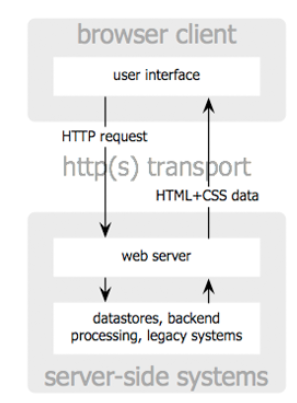 browser client
user interface
HTTP request
http(s) transport
HTML+CSS data
web server
datastores, backend
processing, legacy systems
server-side systems